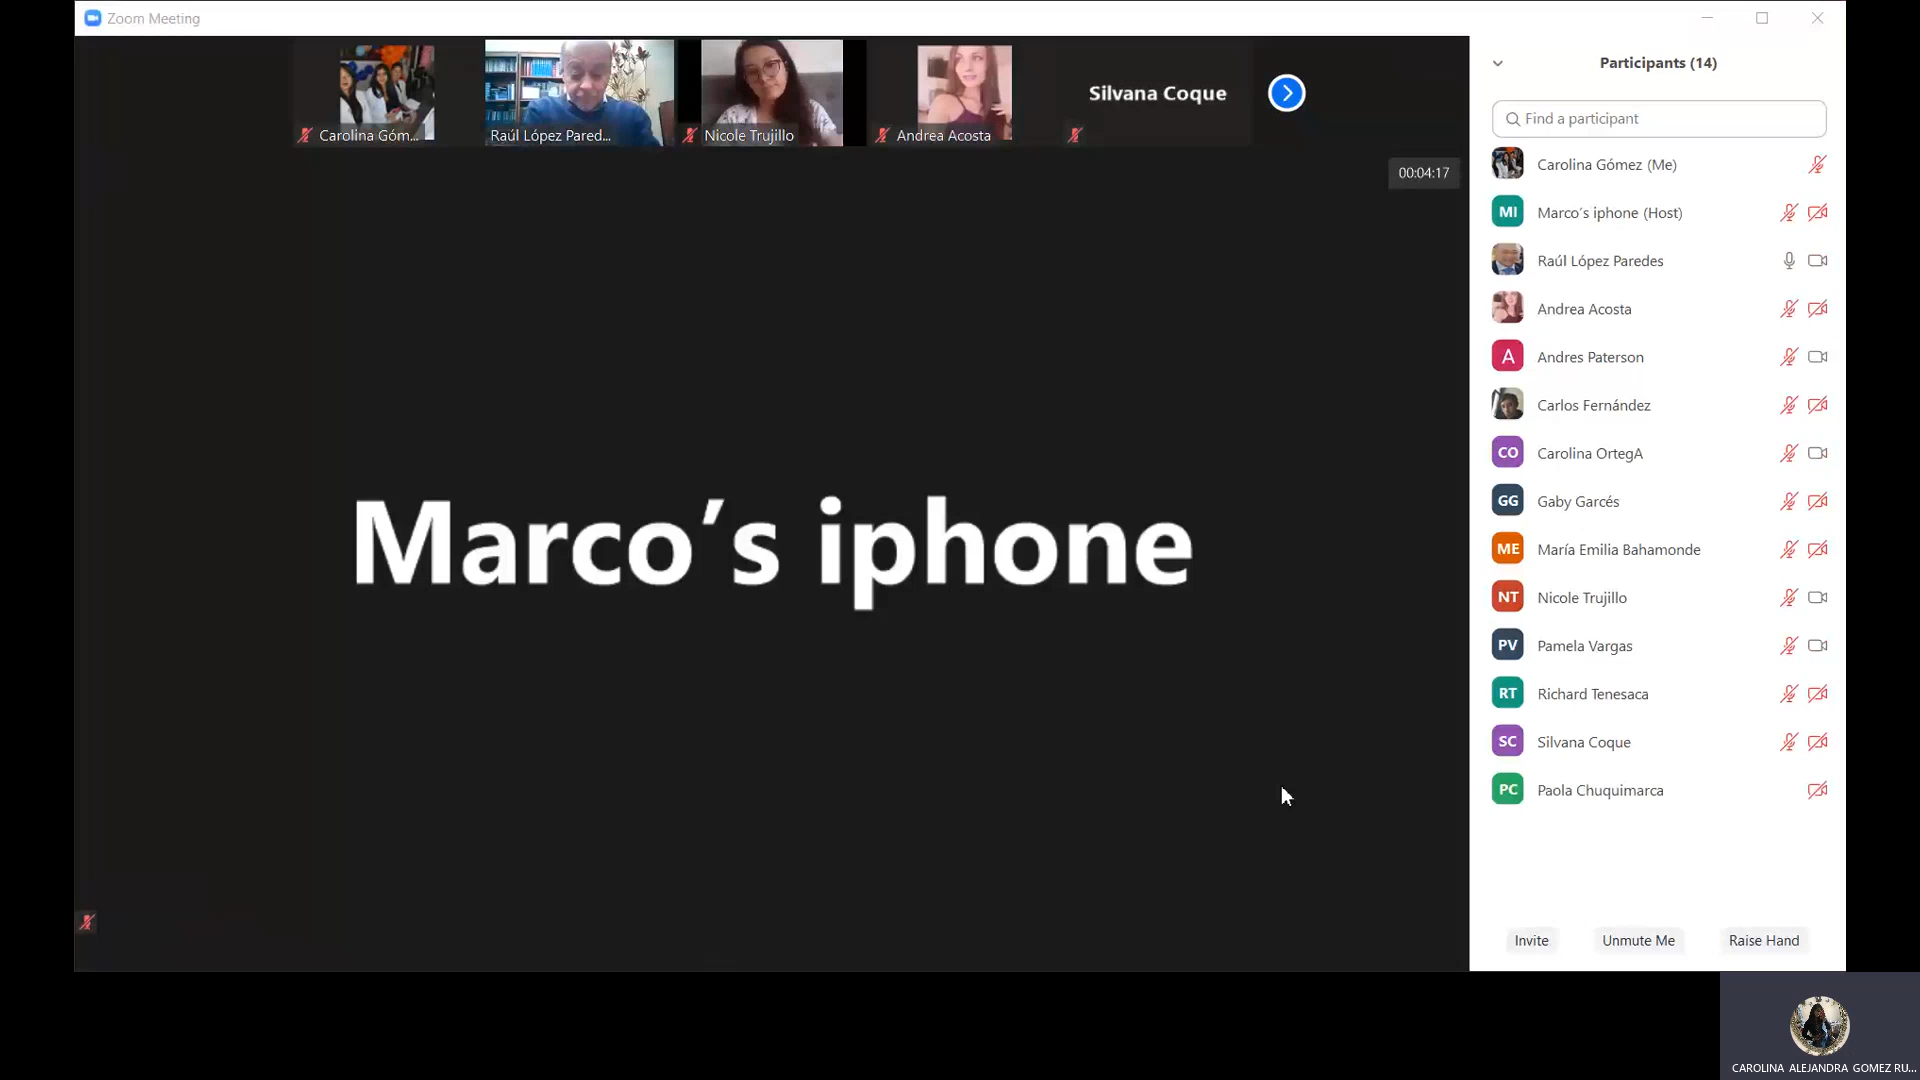 Zoom Meeting
Carolina Góm...
Raúl López Pared...
Nicole Trujillo
Andrea Acosta
Silvana Coque
00:04:17
Marco's iphone
Participants (14)
Find a participant
Carolina Gómez (Me)
MI Marco's iphone (Host)
Raúl López Paredes
Andrea Acosta
A Andres Paterson
Carlos Fernández
CO Carolina OrtegA
GG Gaby Garcés
ME María Emilia Bahamonde
NT Nicole Trujillo
PV Pamela Vargas
RT Richard Tenesaca
SC Silvana Coque
PC Paola Chuquimarca
Invite Unmute Me Raise Hand
CAROLINA ALEJANDRA GOMEZ RU...